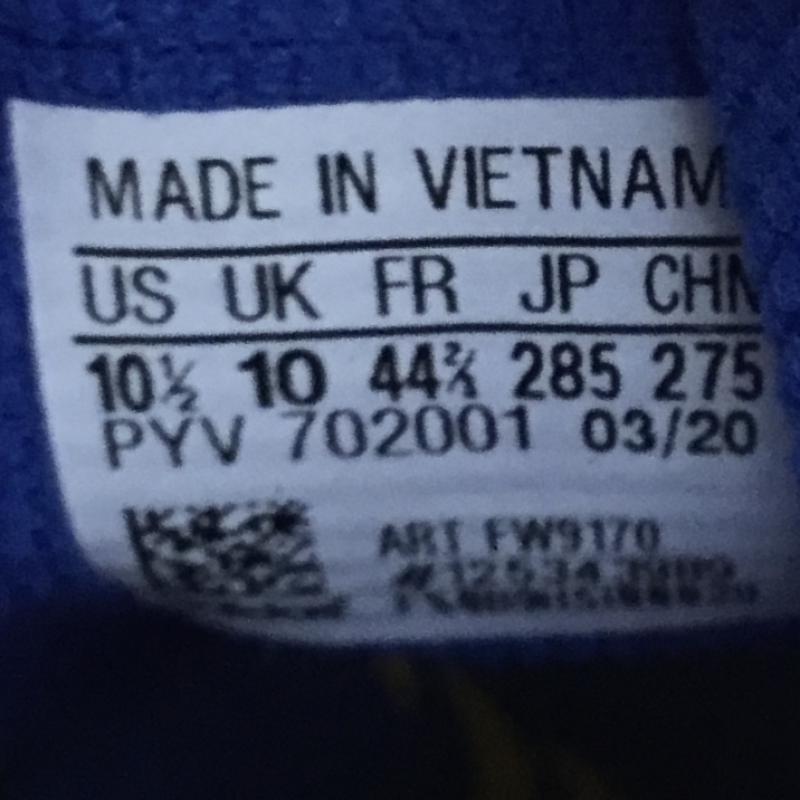 MADE IN VIETNAM
US UK FR JP CHN
10½ 10 44⅔ 285 275
PYV 702001 03/20
ART FW9170